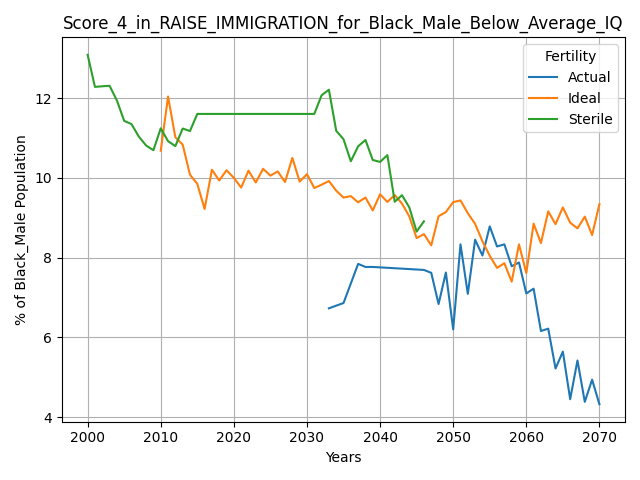 Score_4_in_RAISE_IMMIGRATION_for_Black_Male_Below_Average_IQ
Fertility
Actual
Ideal
Sterile
% of Black_Male Population
12
10
8
6
4
2000 2010 2020 2030 2040 2050 2060 2070
Years